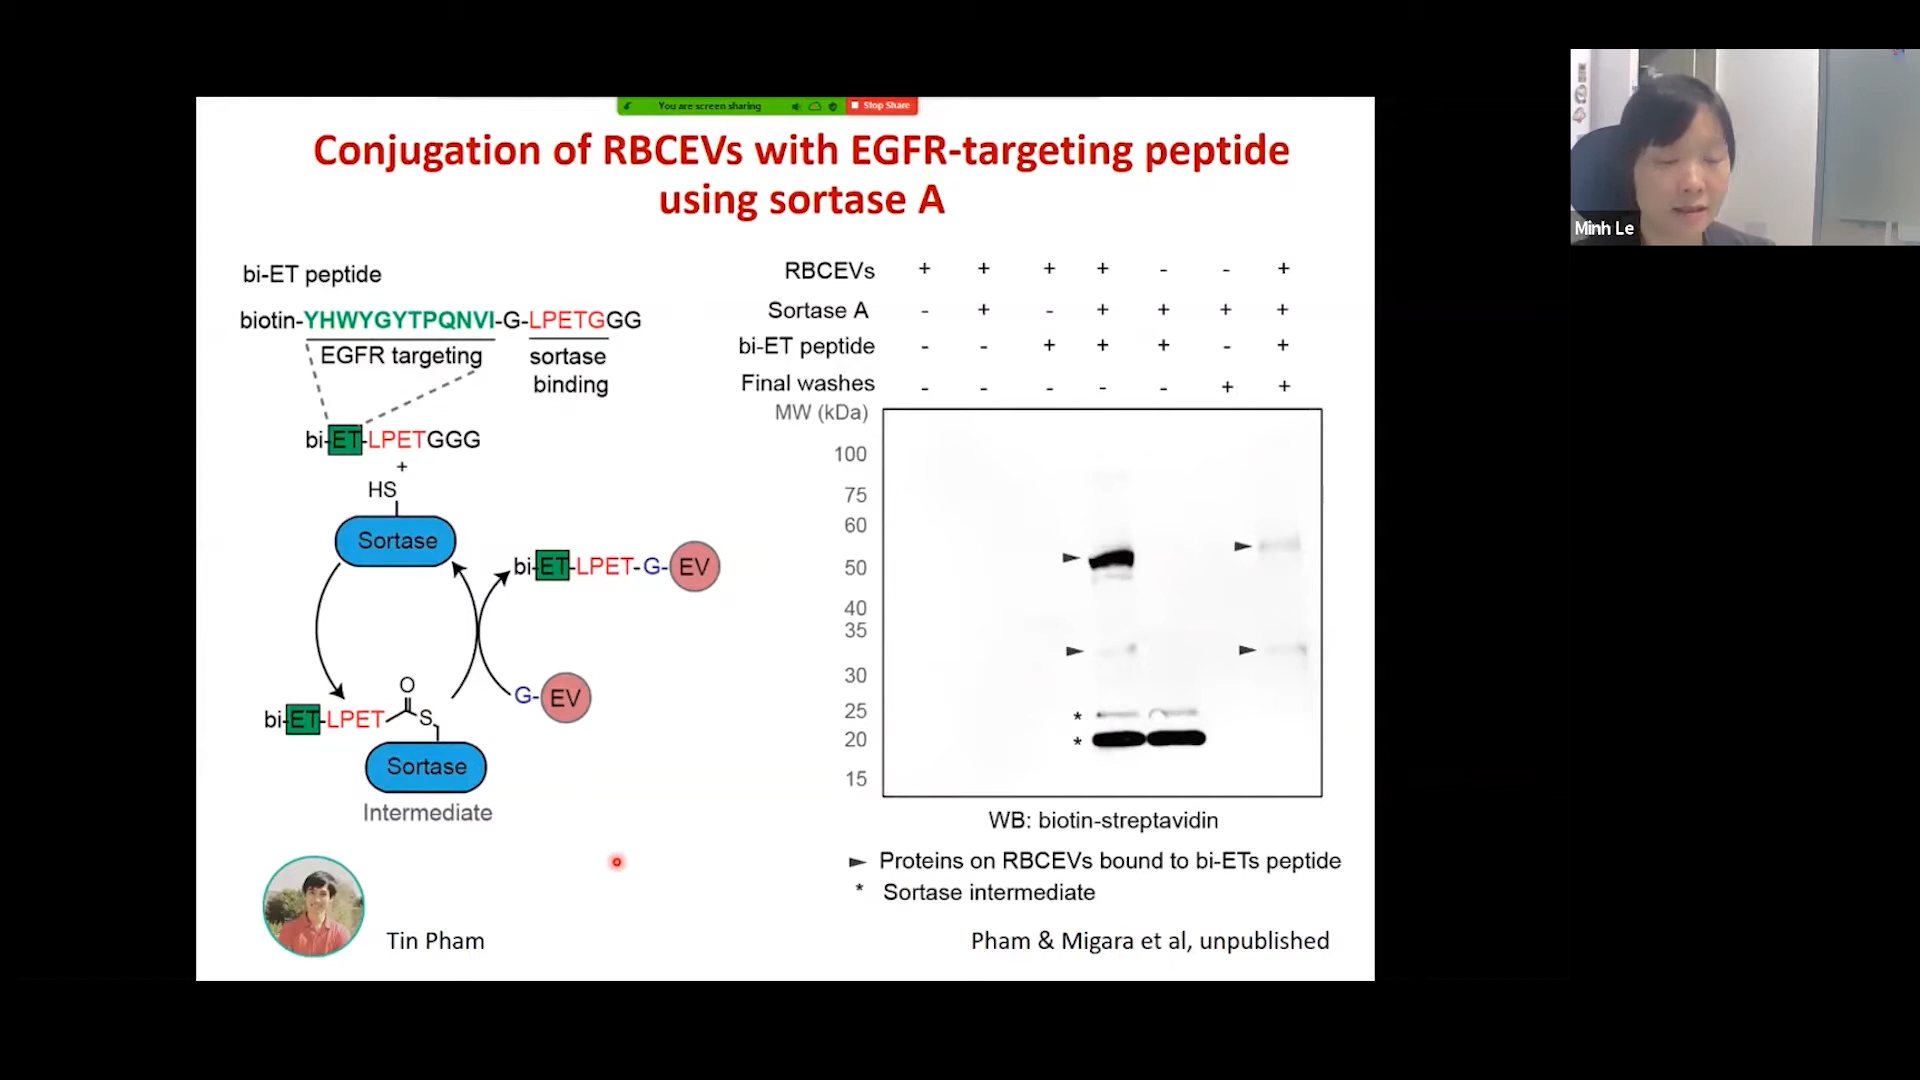 You are screen sharing
Stop Share
Conjugation of RBCEVs with EGFR-targeting peptide
using sortase A
Minh Le
bi-ET peptide
biotin-YHWYGYTPQNVI-G-LPETGGG
EGFR targeting
sortase
binding
bi-ET-LPETGGG
+
HS
Sortase
bi-ET-LPET-G-EV
G-EV
O
bi-ET-LPET
S
Sortase
Intermediate
RBCEVs + + + + - - +
Sortase A - + - + + + +
bi-ET peptide - - + + + - +
Final washes - - - - - + +
MW (kDa)
100
75
60
50
40
35
30
25
20
15
*
*
WB: biotin-streptavidin
► Proteins on RBCEVs bound to bi-ETs peptide
* Sortase intermediate
Tin Pham
Pham & Migara et al, unpublished